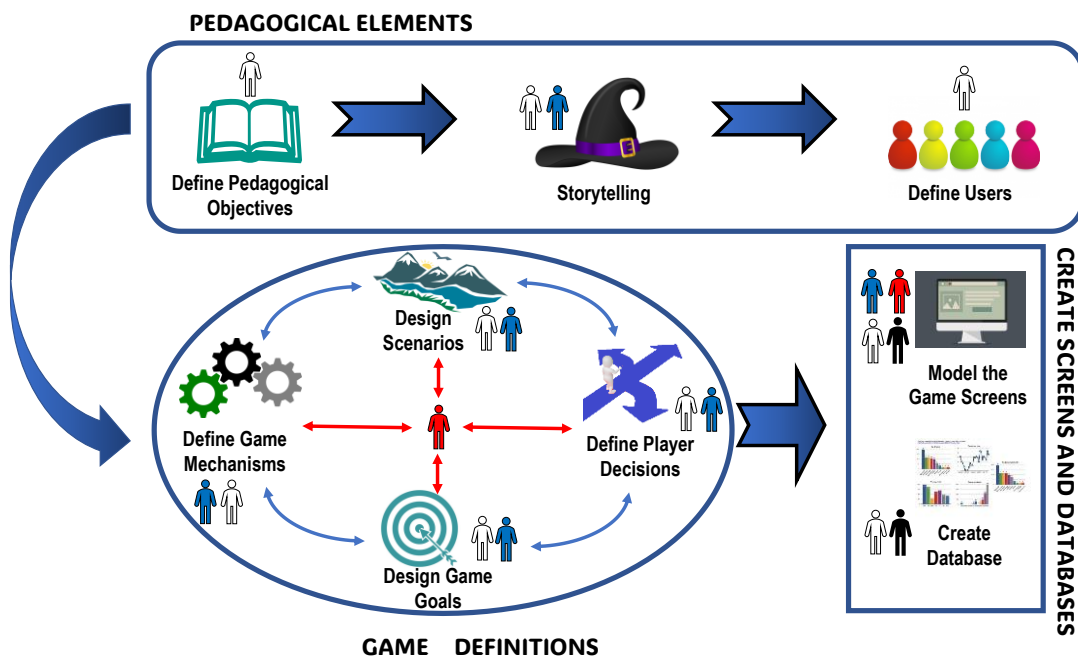 PEDAGOGICAL ELEMENTS
Define Pedagogical
Objectives
Storytelling
Define Users
Design
Scenarios
Define Game
Mechanisms
Define Player
Decisions
Design Game
Goals
GAME DEFINITIONS
CREATE SCREENS AND DATABASES
Model the
Game Screens
Create
Database